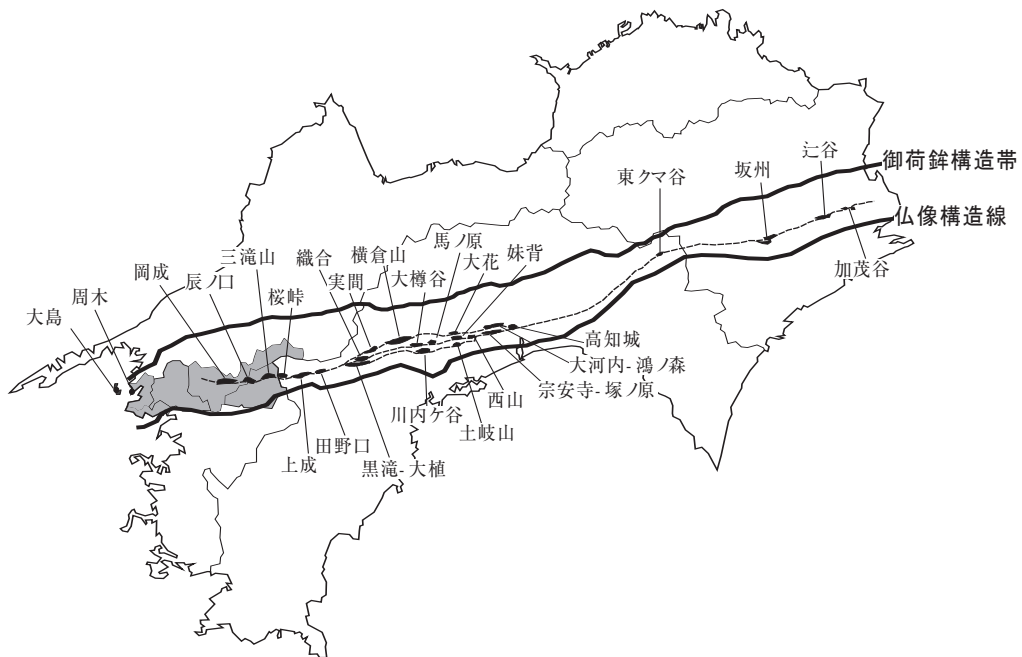 御荷鉾構造帯
仏像構造線
辷谷
坂州
東クマ谷
加茂谷
馬ノ原
横倉山
大花
妹背
織合
三滝山
実間
大樽谷
岡成
辰ノ口
桜峠
周木
大島
高知城
大河内-鴻ノ森
宗安寺-塚ノ原
西山
川内ケ谷
土岐山
田野口
上成
黒滝-大植